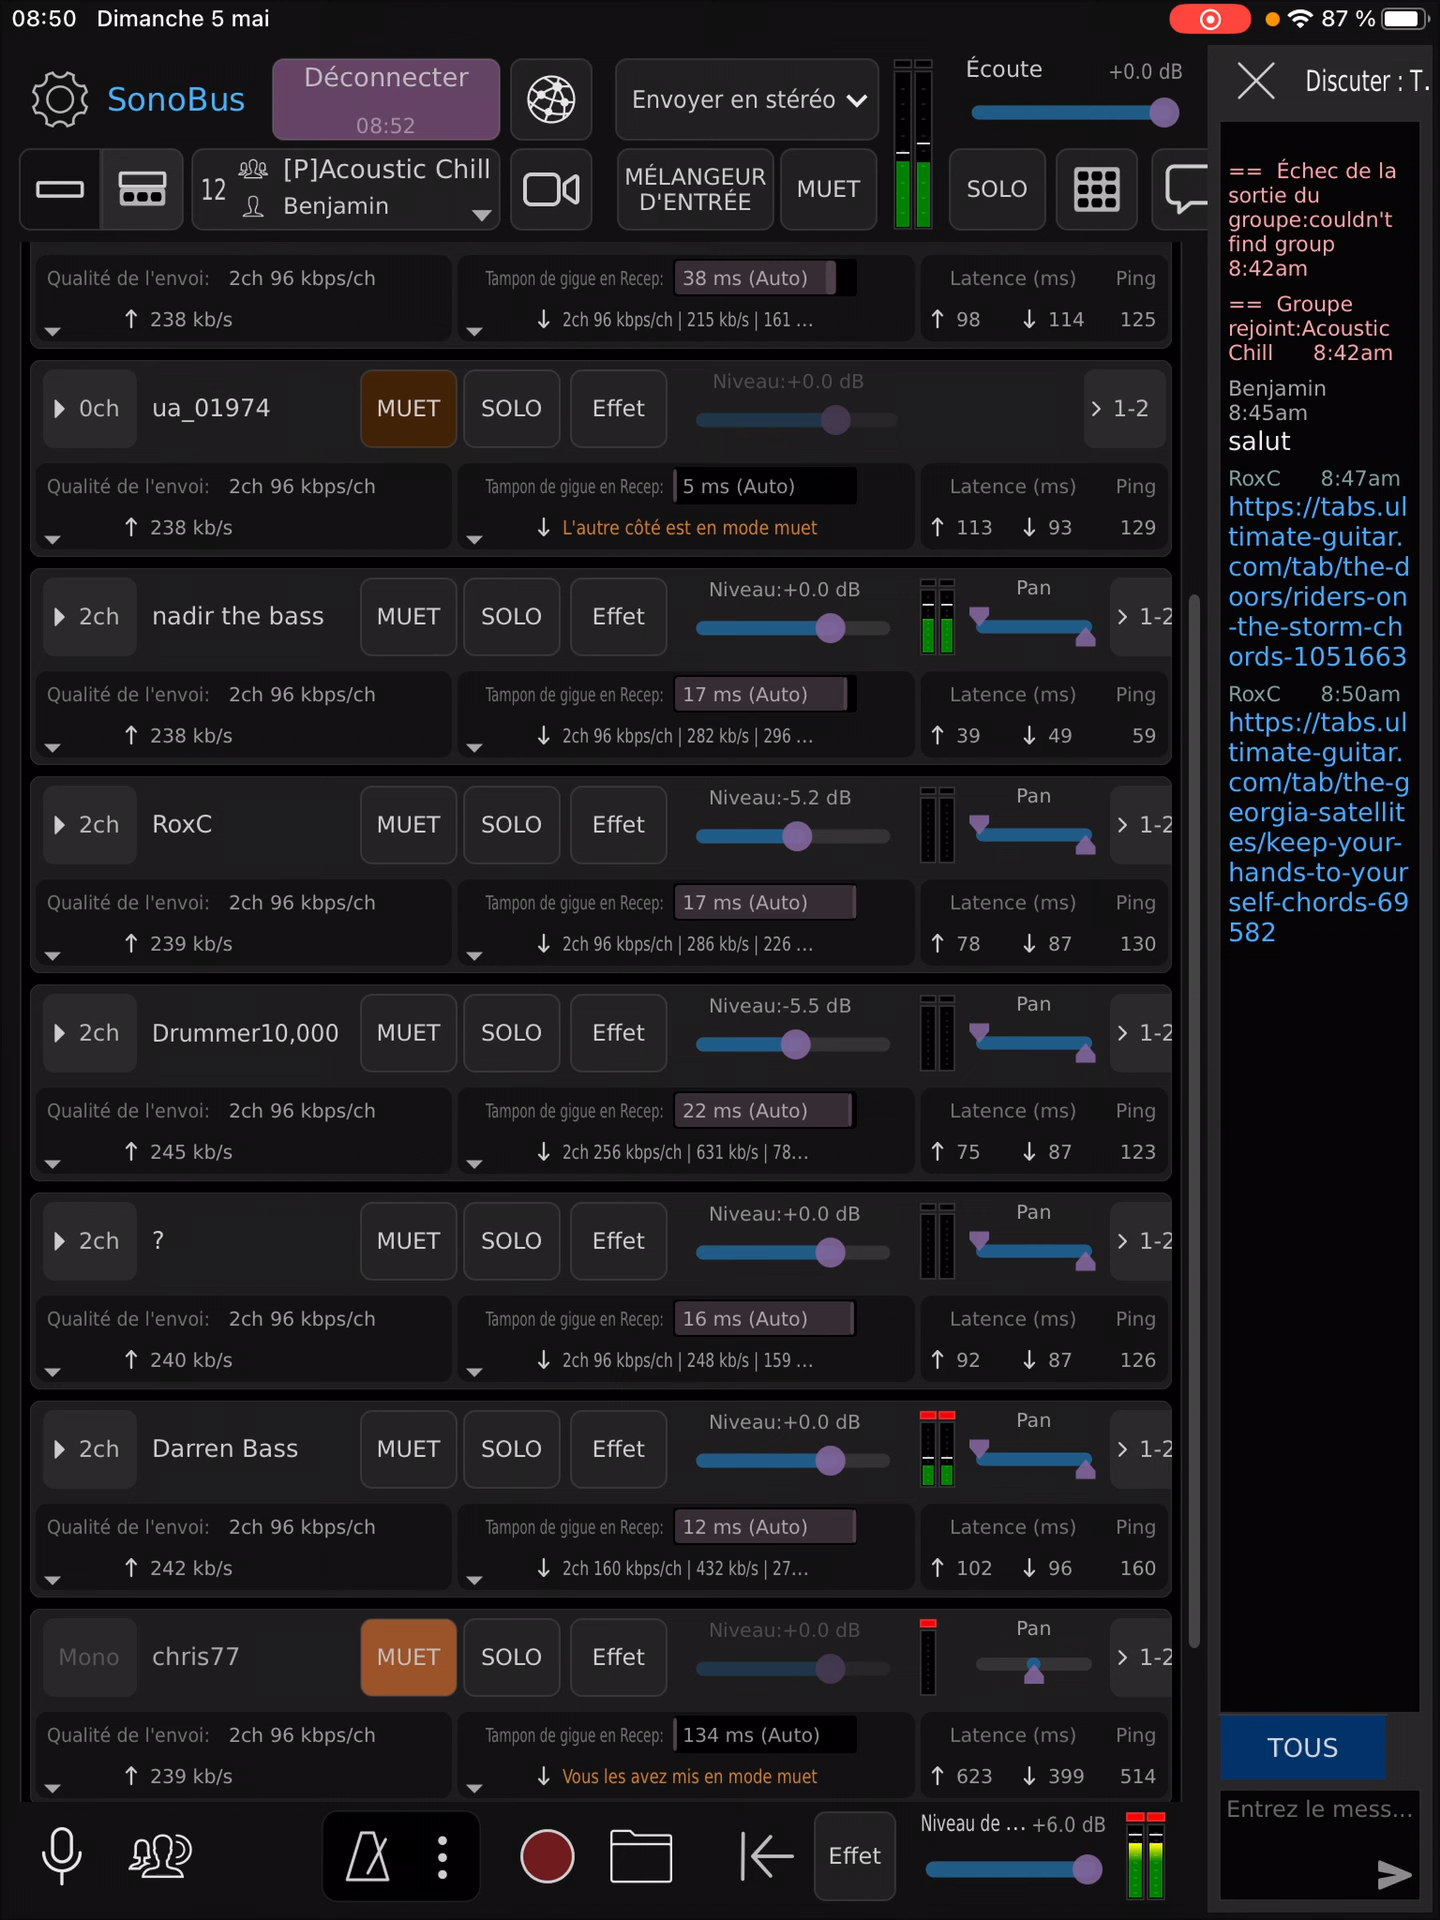 08:50 Dimanche 5 mai 87 %
SonoBus
Déconnecter
08:52
Envoyer en stéréo
Écoute +0.0 dB
12 [P]Acoustic Chill
Benjamin
MÉLANGEUR
D'ENTRÉE
MUET
SOLO
Qualité de l'envoi: 2ch 96 kbps/ch Tampon de gigue en Recep: 38 ms (Auto) Latence (ms) Ping
↑ 238 kb/s ↓ 2ch 96 kbps/ch | 215 kb/s | 161 ... ↑ 98 ↓ 114 125
0ch ua_01974 MUET SOLO Effet Niveau:+0.0 dB > 1-2
Qualité de l'envoi: 2ch 96 kbps/ch Tampon de gigue en Recep: 5 ms (Auto) Latence (ms) Ping
↑ 238 kb/s ↓ L'autre côté est en mode muet ↑ 113 ↓ 93 129
2ch nadir the bass MUET SOLO Effet Niveau:+0.0 dB Pan > 1-2
Qualité de l'envoi: 2ch 96 kbps/ch Tampon de gigue en Recep: 17 ms (Auto) Latence (ms) Ping
↑ 238 kb/s ↓ 2ch 96 kbps/ch | 282 kb/s | 296 ... ↑ 39 ↓ 49 59
2ch RoxC MUET SOLO Effet Niveau:-5.2 dB Pan > 1-2
Qualité de l'envoi: 2ch 96 kbps/ch Tampon de gigue en Recep: 17 ms (Auto) Latence (ms) Ping
↑ 239 kb/s ↓ 2ch 96 kbps/ch | 286 kb/s | 226 ... ↑ 78 ↓ 87 130
2ch Drummer10,000 MUET SOLO Effet Niveau:-5.5 dB Pan > 1-2
Qualité de l'envoi: 2ch 96 kbps/ch Tampon de gigue en Recep: 22 ms (Auto) Latence (ms) Ping
↑ 245 kb/s ↓ 2ch 256 kbps/ch | 631 kb/s | 78... ↑ 75 ↓ 87 123
2ch ? MUET SOLO Effet Niveau:+0.0 dB Pan > 1-2
Qualité de l'envoi: 2ch 96 kbps/ch Tampon de gigue en Recep: 16 ms (Auto) Latence (ms) Ping
↑ 240 kb/s ↓ 2ch 96 kbps/ch | 248 kb/s | 159 ... ↑ 92 ↓ 87 126
2ch Darren Bass MUET SOLO Effet Niveau:+0.0 dB Pan > 1-2
Qualité de l'envoi: 2ch 96 kbps/ch Tampon de gigue en Recep: 12 ms (Auto) Latence (ms) Ping
↑ 242 kb/s ↓ 2ch 160 kbps/ch | 432 kb/s | 27... ↑ 102 ↓ 96 160
Mono chris77 MUET SOLO Effet Niveau:+0.0 dB Pan > 1-2
Qualité de l'envoi: 2ch 96 kbps/ch Tampon de gigue en Recep: 134 ms (Auto) Latence (ms) Ping
↑ 239 kb/s ↓ Vous les avez mis en mode muet ↑ 623 ↓ 399 514
Effet
Niveau de ... +6.0 dB
Discuter : T.
== Échec de la
sortie du
groupe:couldn't
find group
8:42am
== Groupe
rejoint:Acoustic
Chill 8:42am
Benjamin
8:45am
salut
RoxC 8:47am
https://tabs.ul
timate-guitar.
com/tab/the-d
oors/riders-on
-the-storm-ch
ords-1051663
RoxC 8:50am
https://tabs.ul
timate-guitar.
com/tab/the-g
eorgia-satellit
es/keep-your-
hands-to-your
self-chords-69
582
TOUS
Entrez le mess...